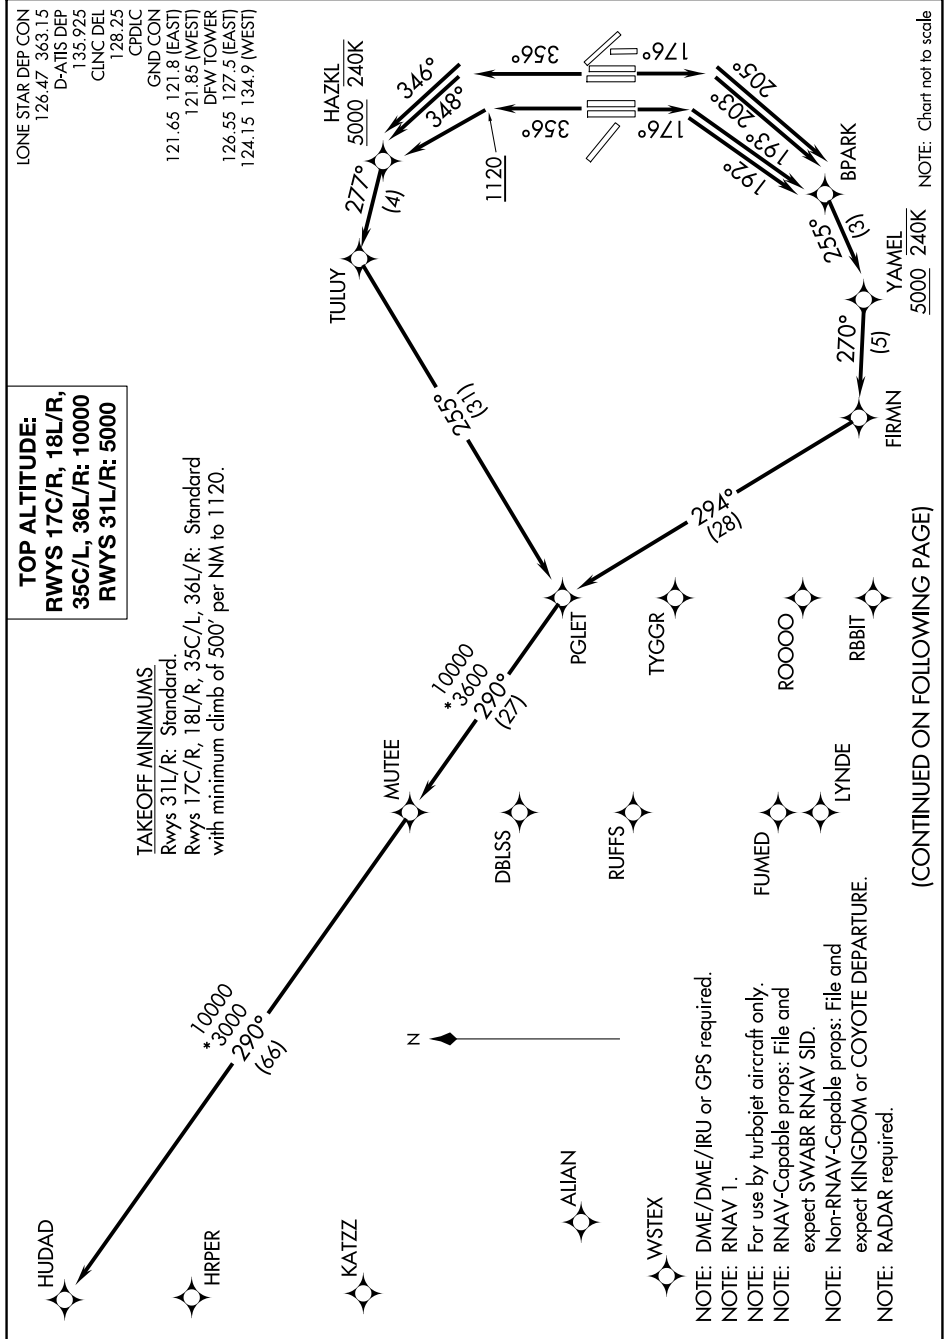 LONE STAR DEP CON
126.47 363.15
D-ATIS DEP
135.925
CLNC DEL
128.25
CPDLC
GND CON
121.65 121.8 (EAST)
121.85 (WEST)
DFW TOWER
126.55 127.5 (EAST)
124.15 134.9 (WEST)
TOP ALTITUDE:
RWYS 17C/R, 18L/R,
35C/L, 36L/R: 10000
RWYS 31L/R: 5000
TAKEOFF MINIMUMS
Rwys 31L/R: Standard.
Rwys 17C/R, 18L/R, 35C/L, 36L/R: Standard
with minimum climb of 500' per NM to 1120.
HUDAD
HRPER
KATZZ
ALIAN
WSTEX
10000
*3000
290°
(66)
N
MUTEE
DBLSS
RUFFS
FUMED
LYNDE
10000
*3600
290°
(27)
PGLET
TYGGR
ROOOO
RBBIT
255°
(31)
294°
(28)
TULUY
277°
(4)
HAZKL
5000 240K
346°
348°
1120
356°
356°
176°
176°
205°
203°
193°
192°
BPARK
255°
(3)
YAMEL
5000 240K
270°
(5)
FIRMN
NOTE: DME/DME/IRU or GPS required.
NOTE: RNAV 1.
NOTE: For use by turbojet aircraft only.
NOTE: RNAV-Capable props: File and
expect SWABR RNAV SID.
NOTE: Non-RNAV-Capable props: File and
expect KINGDOM or COYOTE DEPARTURE.
NOTE: RADAR required.
(CONTINUED ON FOLLOWING PAGE)
NOTE: Chart not to scale